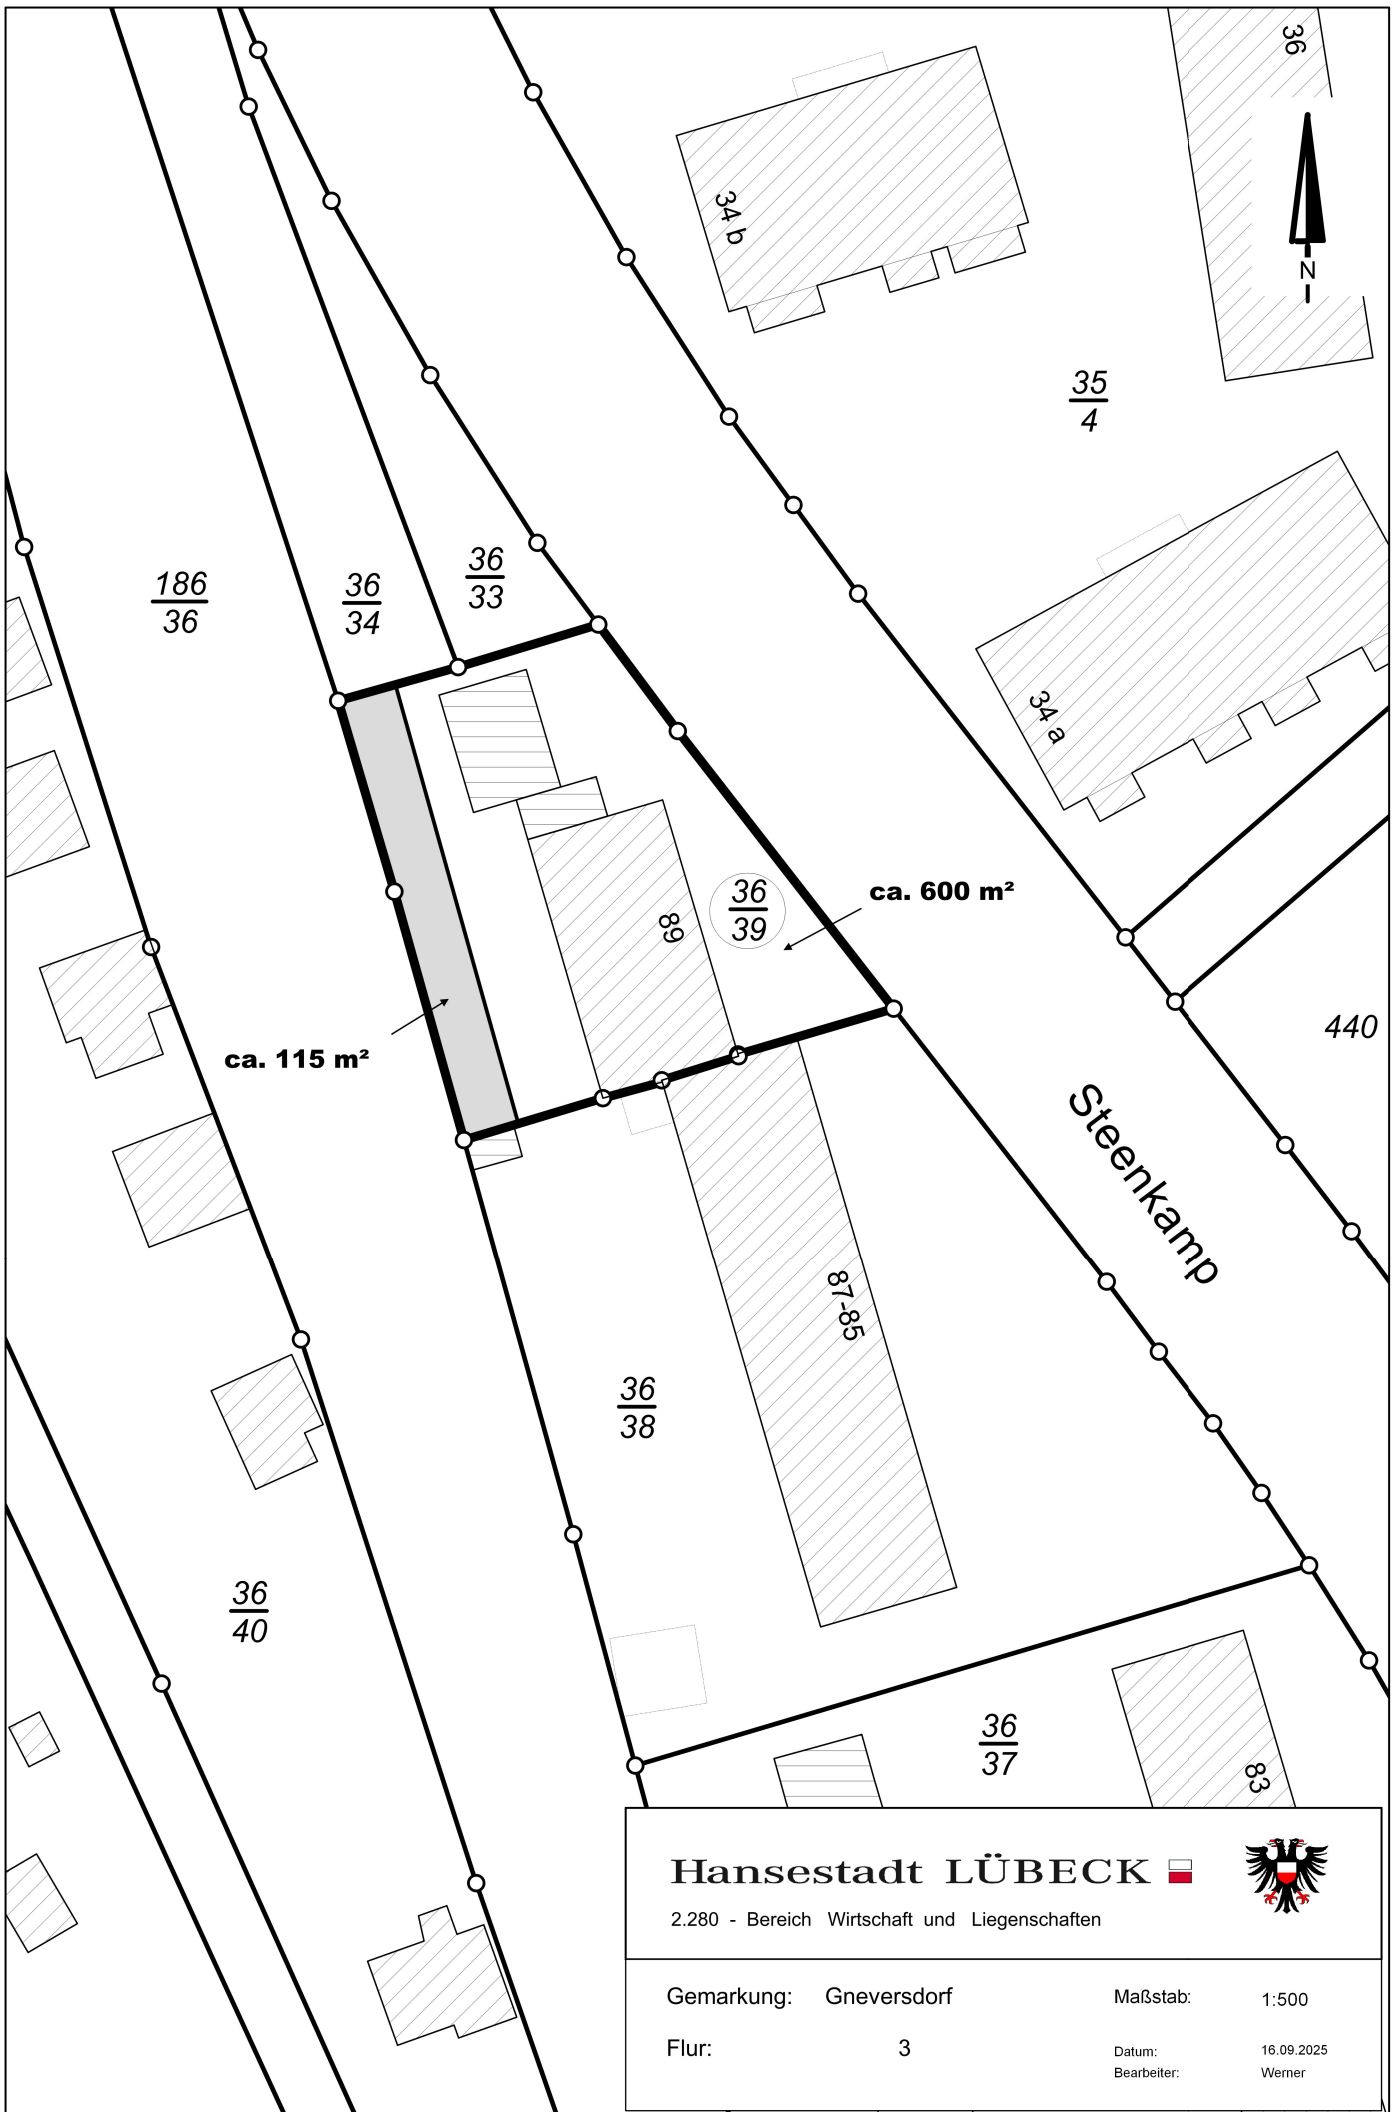 36
34 b
N
35
4
186
36
36
34
36
33
34 a
36
39
89
ca. 600 m²
ca. 115 m²
440
Steenkamp
87-85
36
38
36
40
36
37
83
Hansestadt LÜBECK
2.280 - Bereich Wirtschaft und Liegenschaften
Gemarkung: Gneversdorf
Maßstab: 1:500
Flur: 3
Datum: 16.09.2025
Bearbeiter: Werner